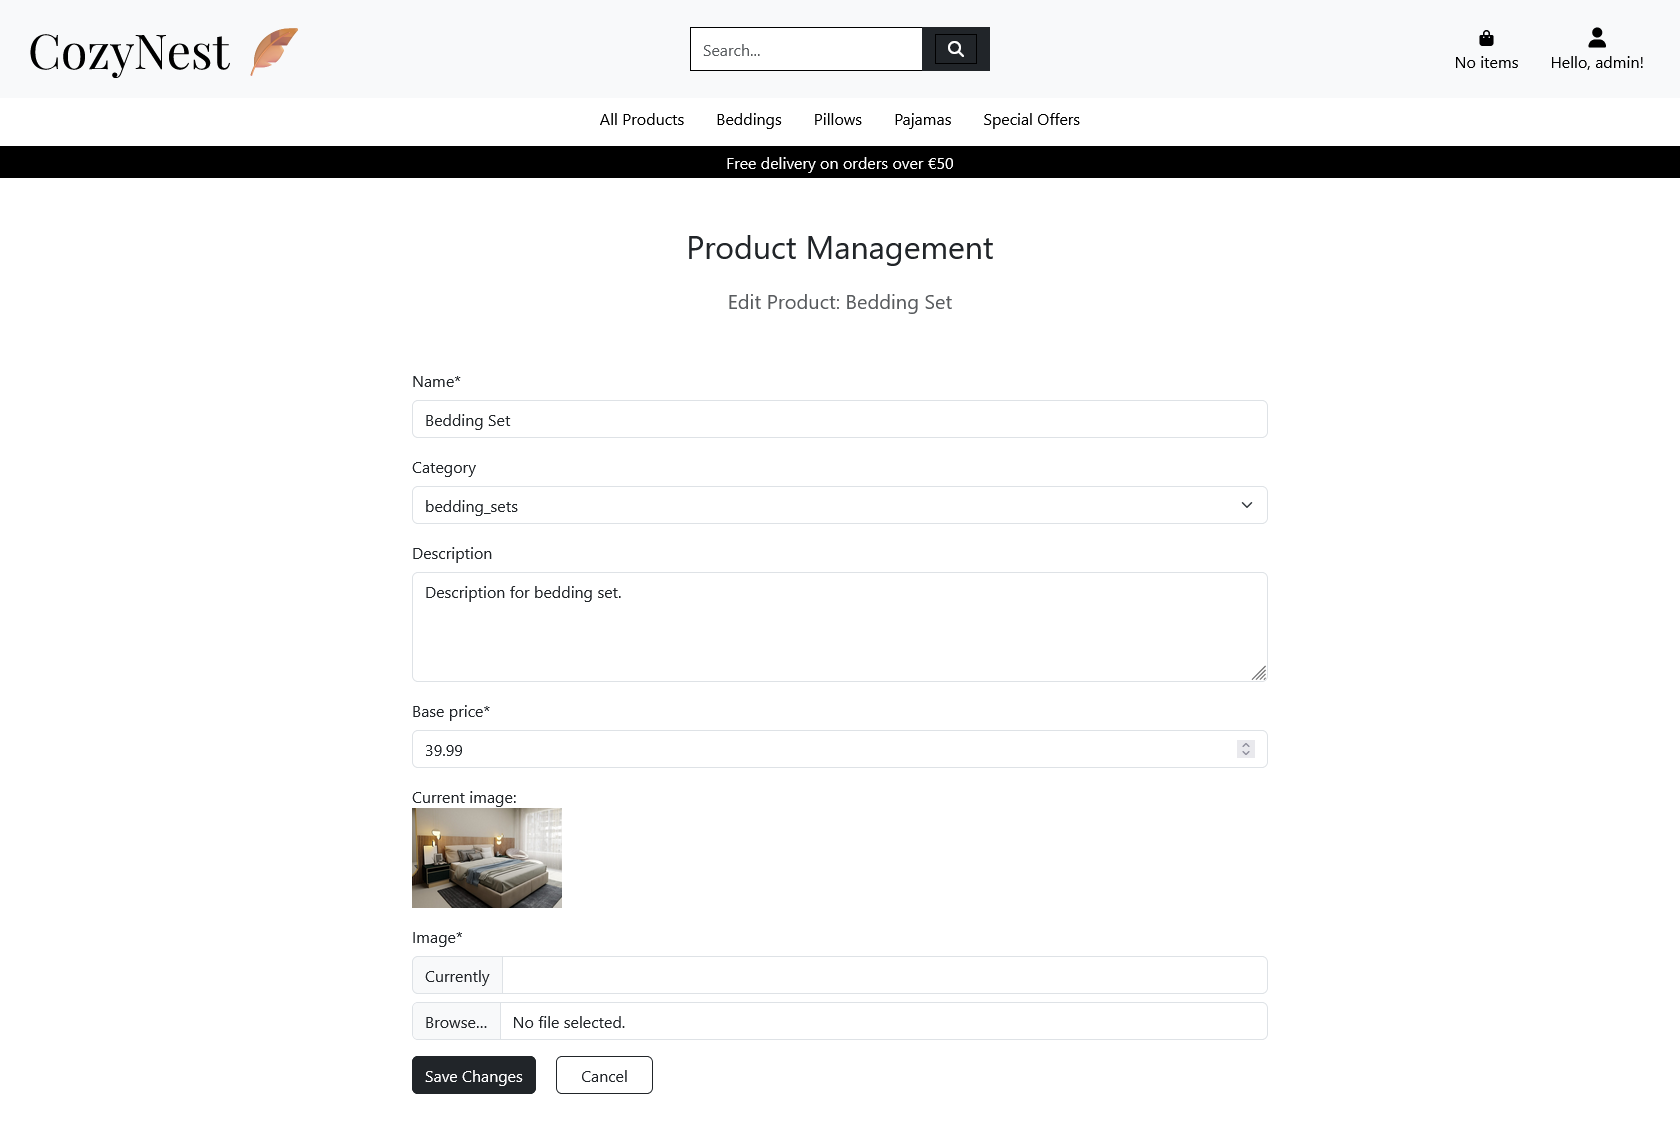 CozyNest
Search...
No items
Hello, admin!
All Products
Beddings
Pillows
Pajamas
Special Offers
Free delivery on orders over €50
Product Management
Edit Product: Bedding Set
Name*
Bedding Set
Category
bedding_sets
Description
Description for bedding set.
Base price*
39.99
Current image:
Image*
Currently
Browse...
No file selected.
Save Changes
Cancel